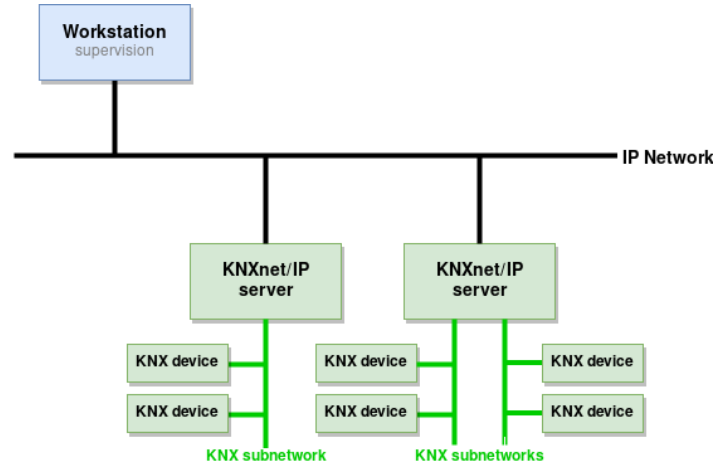 Workstation
supervision
IP Network
KNXnet/IP
server
KNXnet/IP
server
KNX device
KNX device
KNX device
KNX device
KNX device
KNX device
KNX subnetwork
KNX subnetworks